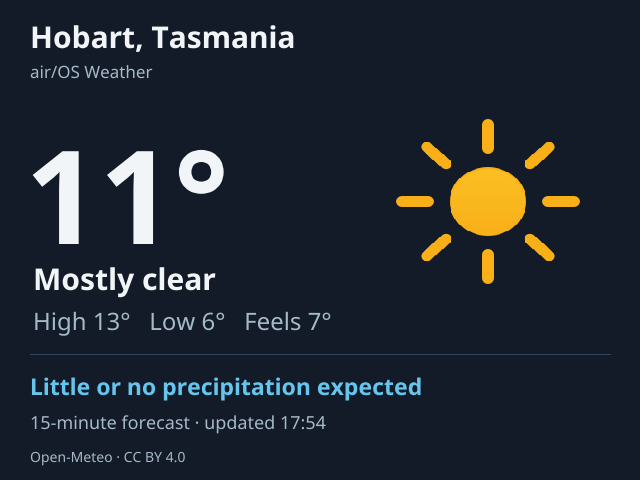 Hobart, Tasmania
air/OS Weather
11°
Mostly clear
High 13° Low 6° Feels 7°
Little or no precipitation expected
15-minute forecast · updated 17:54
Open-Meteo · CC BY 4.0